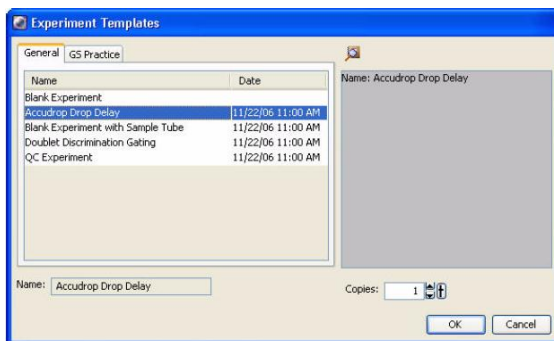 Experiment Templates
General GS Practice
Name Date
Blank Experiment
Accudrop Drop Delay 11/22/06 11:00 AM
Blank Experiment with Sample Tube 11/22/06 11:00 AM
Doublet Discrimination Gating 11/22/06 11:00 AM
QC Experiment 11/22/06 11:00 AM
Name: Accudrop Drop Delay
Name: Accudrop Drop Delay
Copies: 1
OK Cancel